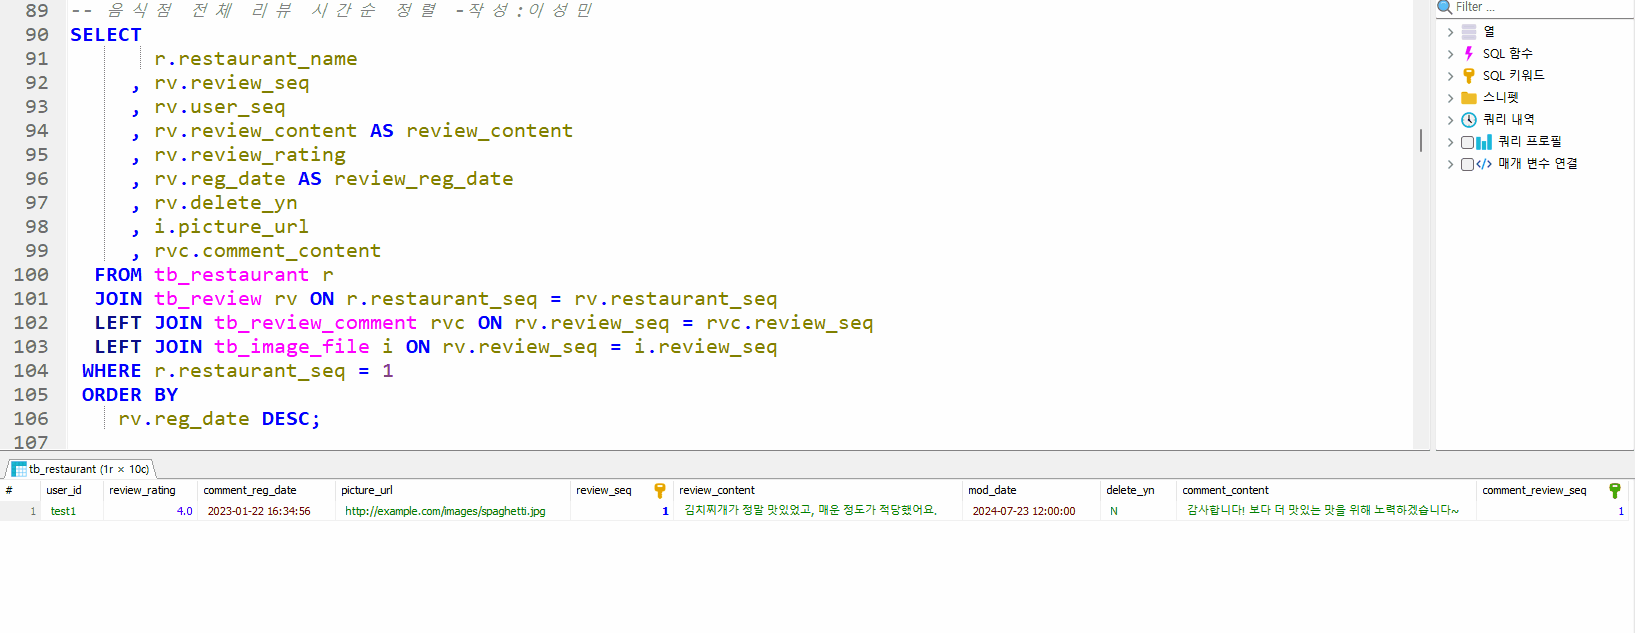 89 -- 음식점 전체 리뷰 시간순 정렬 -작성:이성민
90 SELECT
91 r.restaurant_name
92 , rv.review_seq
93 , rv.user_seq
94 , rv.review_content AS review_content
95 , rv.review_rating
96 , rv.reg_date AS review_reg_date
97 , rv.delete_yn
98 , i.picture_url
99 , rvc.comment_content
100 FROM tb_restaurant r
101 JOIN tb_review rv ON r.restaurant_seq = rv.restaurant_seq
102 LEFT JOIN tb_review_comment rvc ON rv.review_seq = rvc.review_seq
103 LEFT JOIN tb_image_file i ON rv.review_seq = i.review_seq
104 WHERE r.restaurant_seq = 1
105 ORDER BY
106 rv.reg_date DESC;
107
Filter ...
열
SQL 함수
SQL 키워드
스니펫
쿼리 내역
쿼리 프로필
매개 변수 연결
tb_restaurant (1r × 10c)
# user_id review_rating comment_reg_date picture_url review_seq review_content mod_date delete_yn comment_content comment_review_seq
1 test1 4.0 2023-01-22 16:34:56 http://example.com/images/spaghetti.jpg 1 김치찌개가 정말 맛있었고, 매운 정도가 적당했어요. 2024-07-23 12:00:00 N 감사합니다! 보다 더 맛있는 맛을 위해 노력하겠습니다~ 1